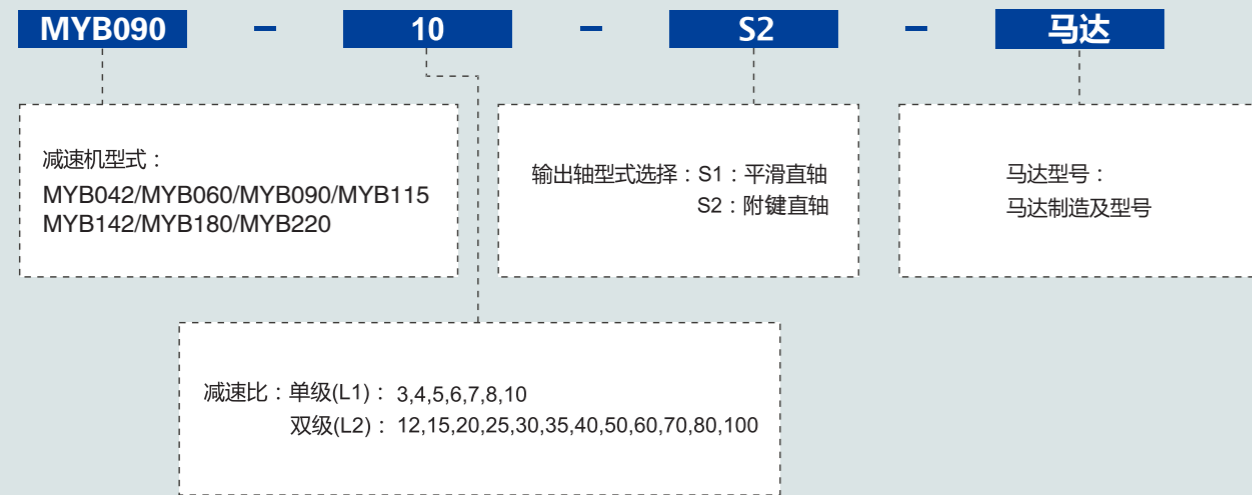 MYB090 – 10 – S2 – 马达
减速机型式：
MYB042/MYB060/MYB090/MYB115
MYB142/MYB180/MYB220
输出轴型式选择：S1：平滑直轴
S2：附键直轴
马达型号：
马达制造及型号
减速比：单级(L1)：3,4,5,6,7,8,10
双级(L2)：12,15,20,25,30,35,40,50,60,70,80,100